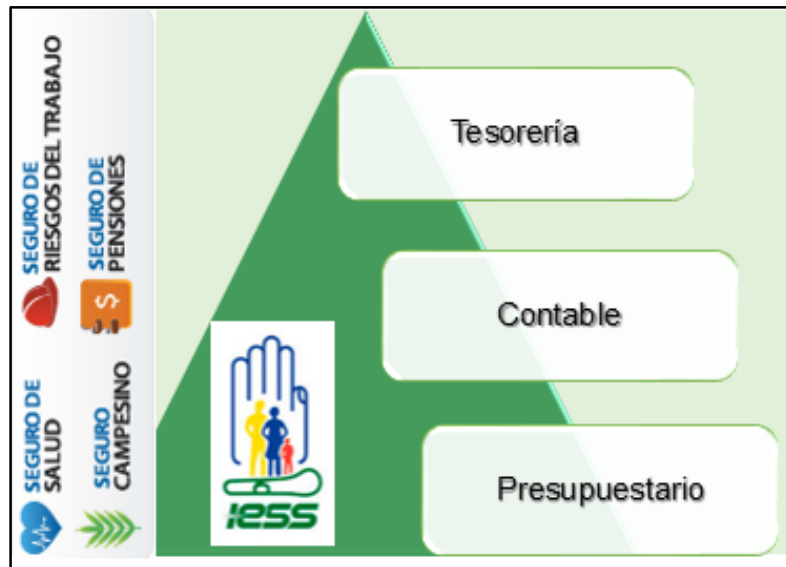 SEGURO DE
RIESGOS DEL TRABAJO
SEGURO DE
PENSIONES
SEGURO DE
SALUD
SEGURO
CAMPESINO
$
Tesorería
Contable
Presupuestario
IESS